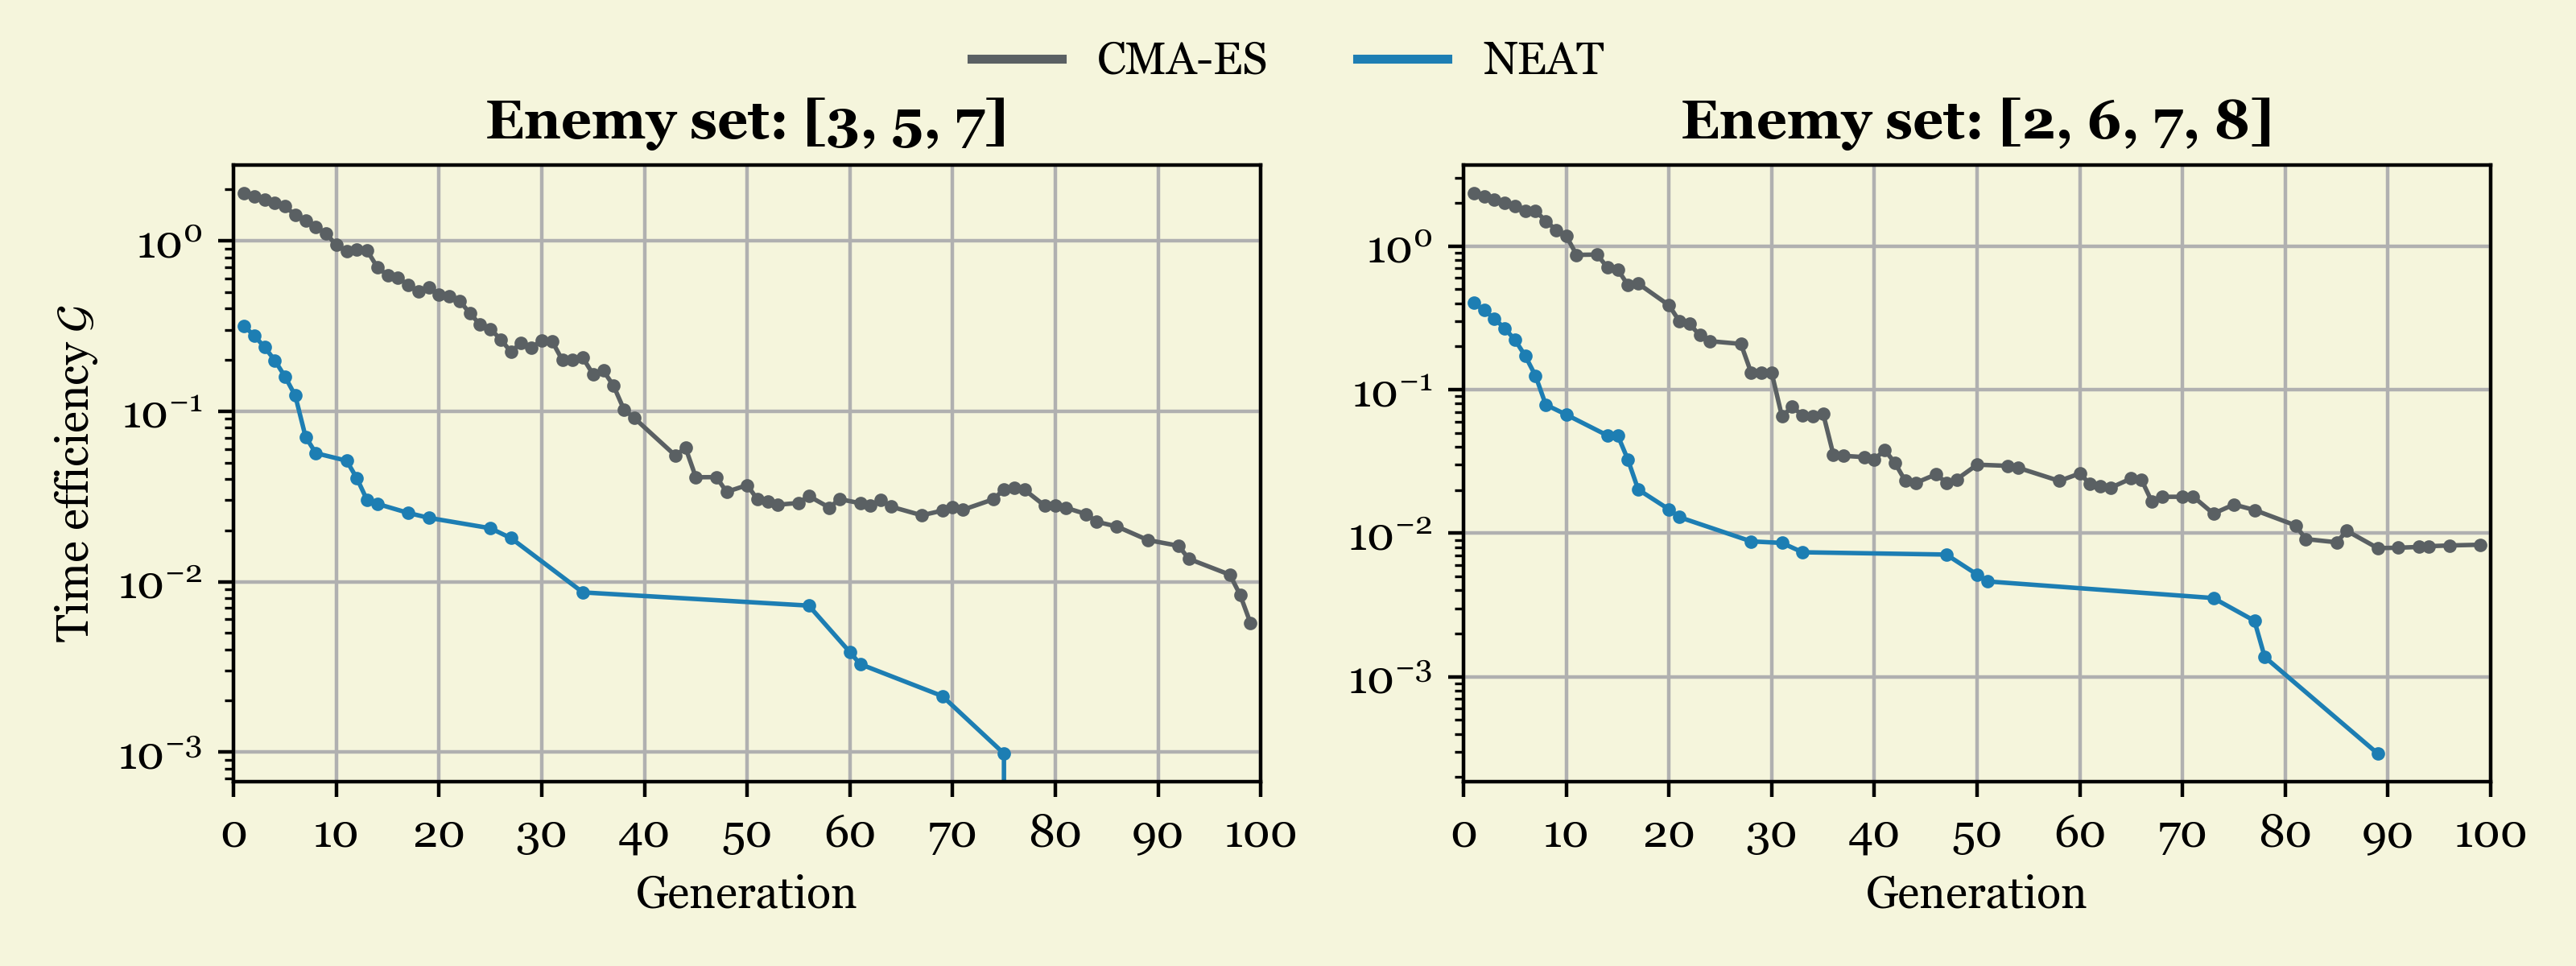 CMA-ES NEAT
Enemy set: [3, 5, 7]
Time efficiency 𝒢
10⁰
10⁻¹
10⁻²
10⁻³
0 10 20 30 40 50 60 70 80 90 100
Generation
Enemy set: [2, 6, 7, 8]
10⁰
10⁻¹
10⁻²
10⁻³
0 10 20 30 40 50 60 70 80 90 100
Generation